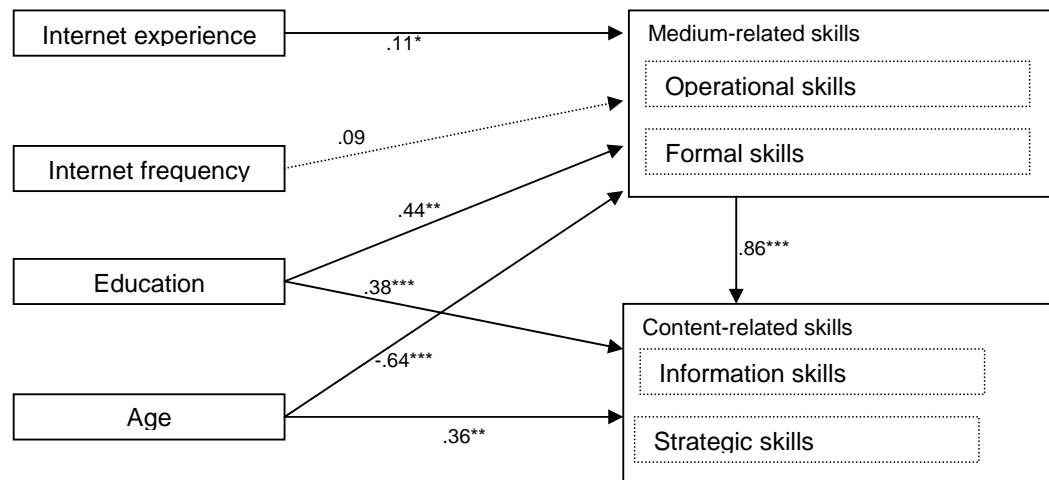 Internet experience
.11*
Medium-related skills
Operational skills
Internet frequency
.09
Formal skills
.44**
.86***
Education
.38***
Content-related skills
Information skills
-.64***
Age
.36**
Strategic skills